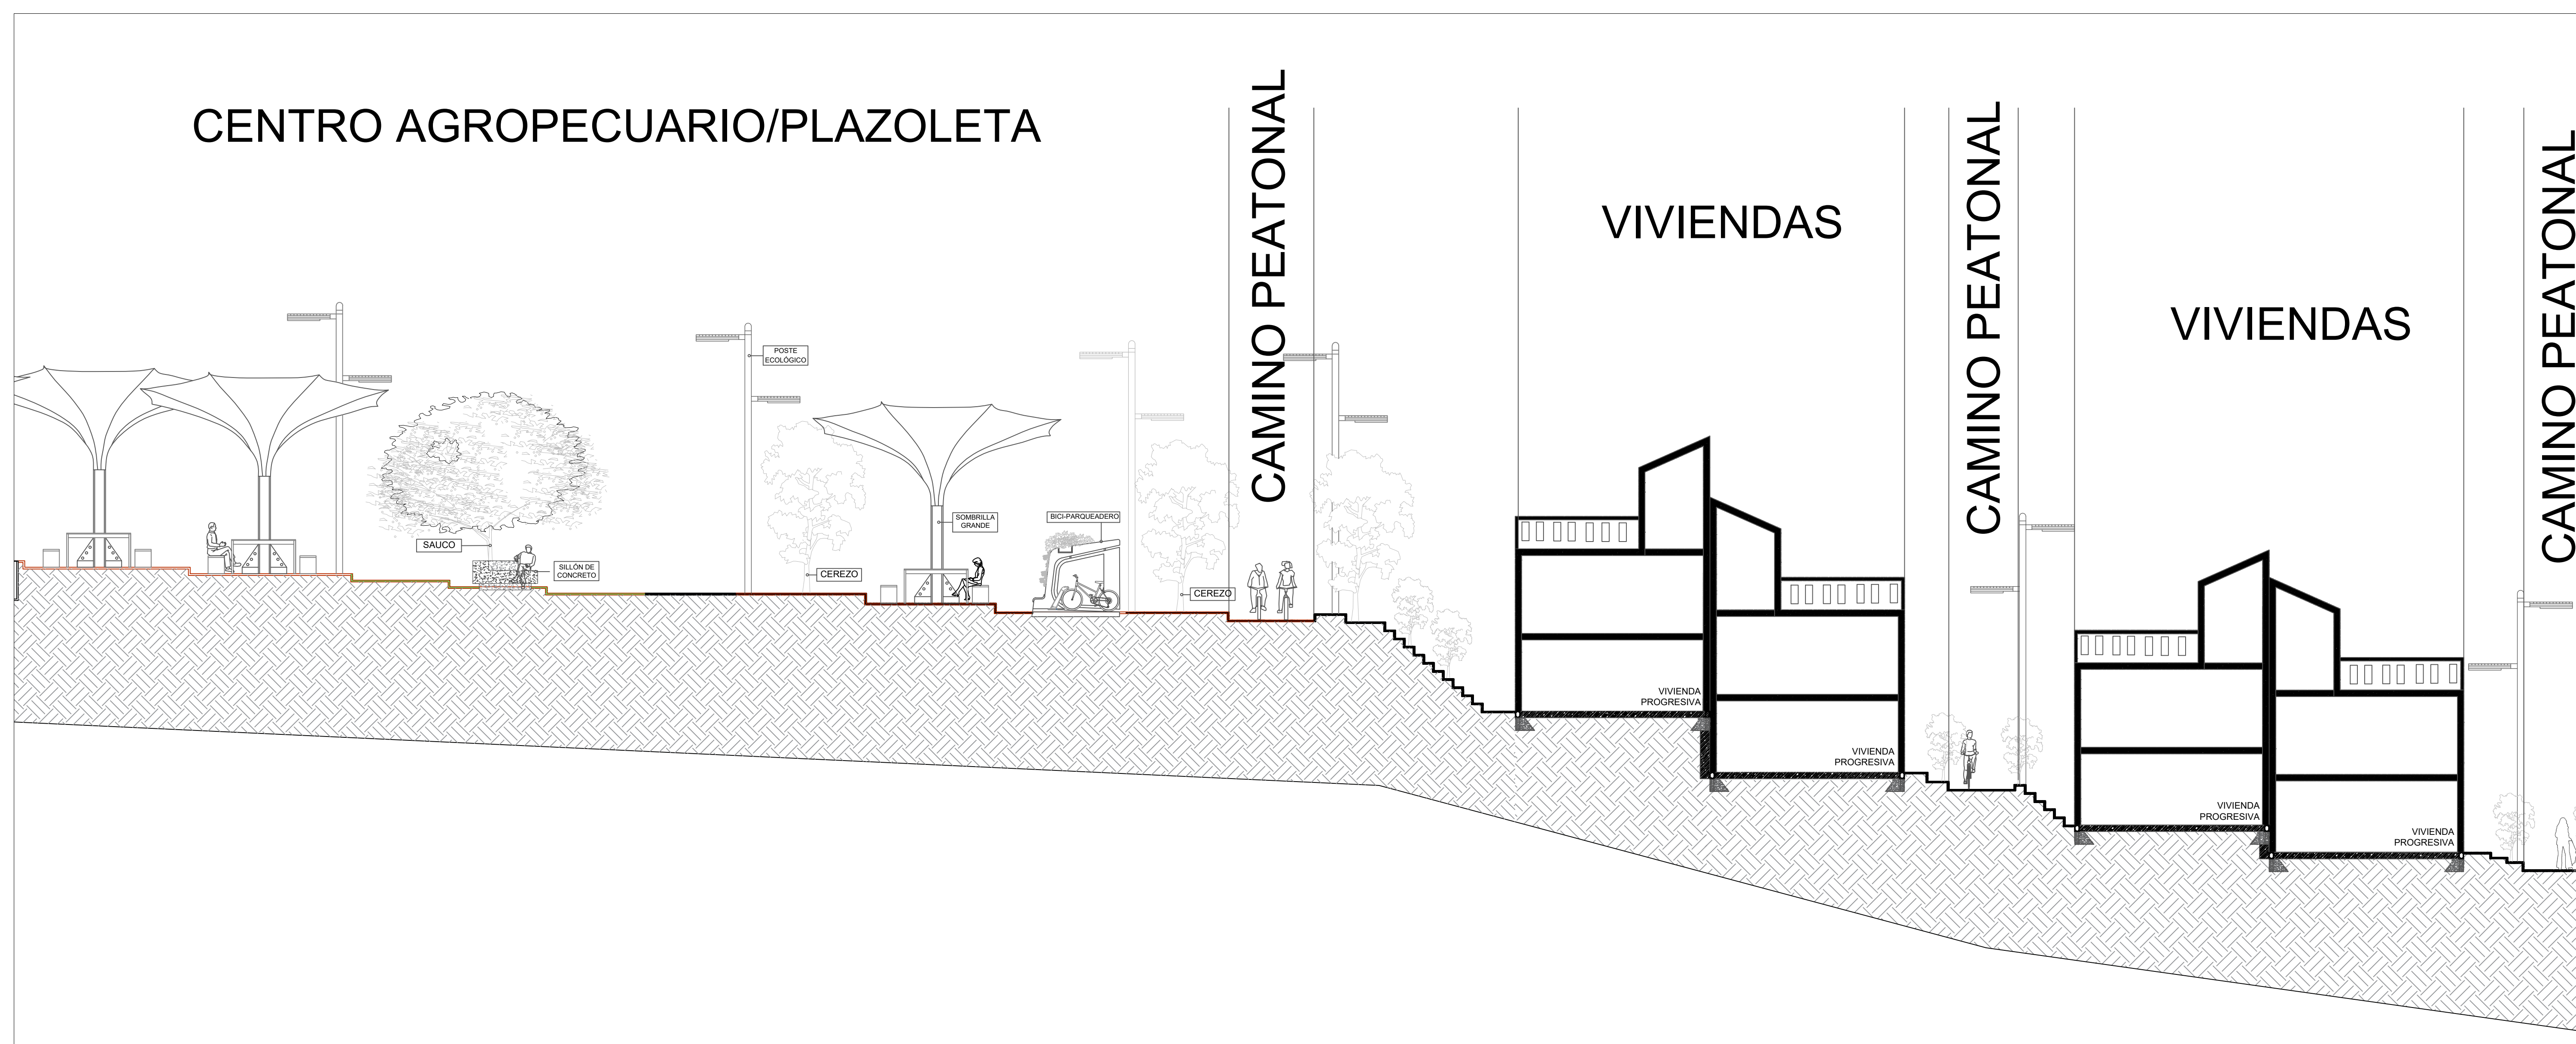 CENTRO AGROPECUARIO/PLAZOLETA
CAMINO PEATONAL
VIVIENDAS
CAMINO PEATONAL
VIVIENDAS
CAMINO PEATONAL
POSTE
ECOLÓGICO
SAUCO
SILLÓN DE
CONCRETO
CEREZO
SOMBRILLA
GRANDE
BICI-PARQUEADERO
CEREZO
VIVIENDA
PROGRESIVA
VIVIENDA
PROGRESIVA
VIVIENDA
PROGRESIVA
VIVIENDA
PROGRESIVA